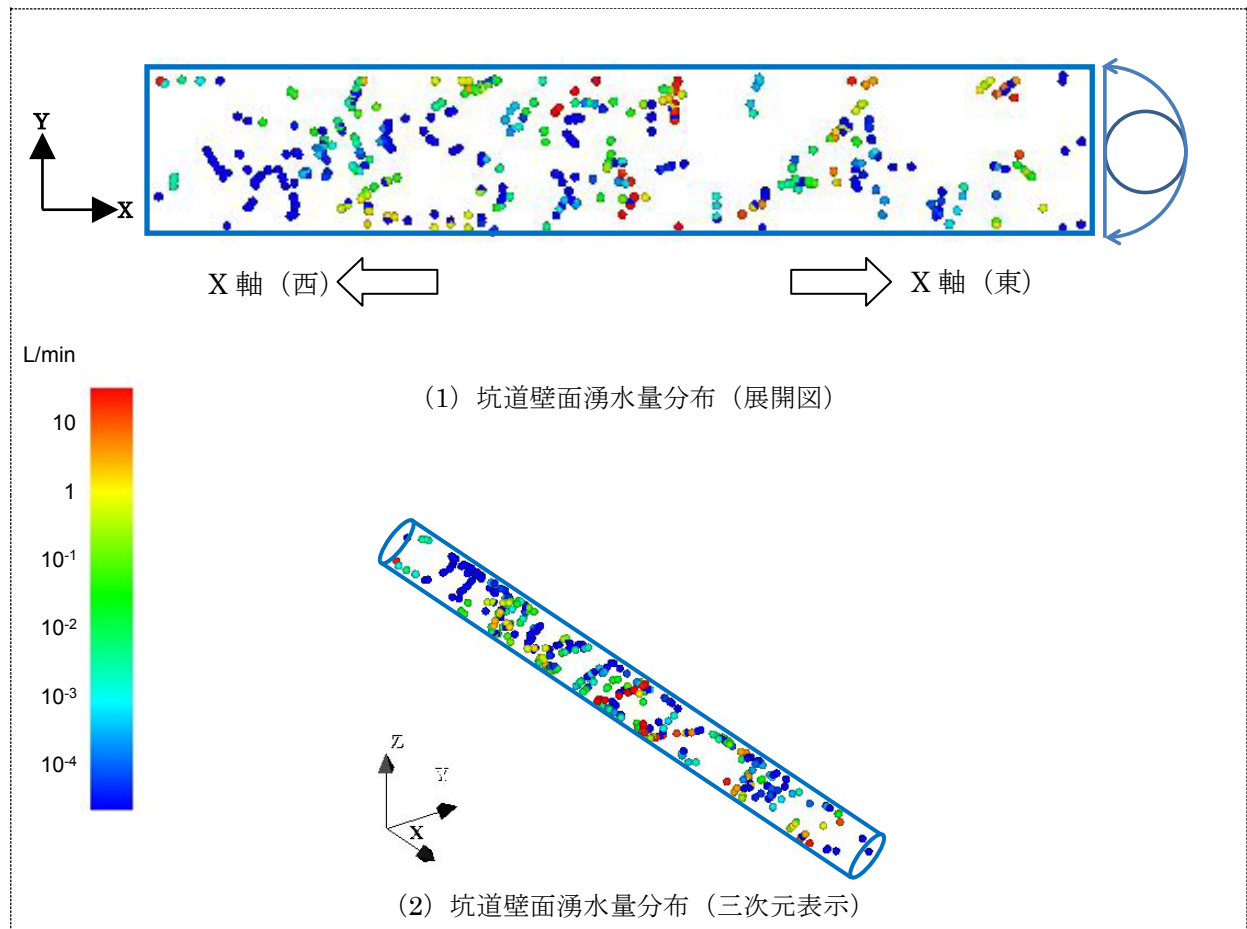 Y
X
X 軸（西）
X 軸（東）
L/min
（1）坑道壁面湧水量分布（展開図）
10
1
10-1
10-2
10-3
10-4
Z
Y
X
（2）坑道壁面湧水量分布（三次元表示）